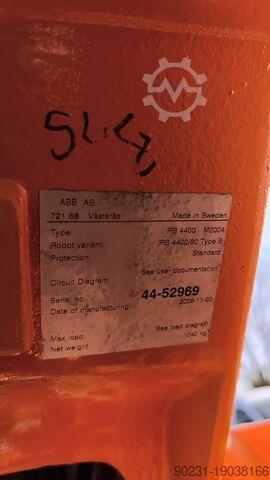 ABB AB
721 68 Västerås Made in Sweden
Type: IRB 4400 M2004
Robot variant: IRB 4400/60 Type B
Protection: Standard
Circuit Diagram: See user documentation
Serial no: 44-52969
Date of manufacturing: 2008-11-20
Max load: See load diagram
Net weight: 1040 kg
90231-19038166